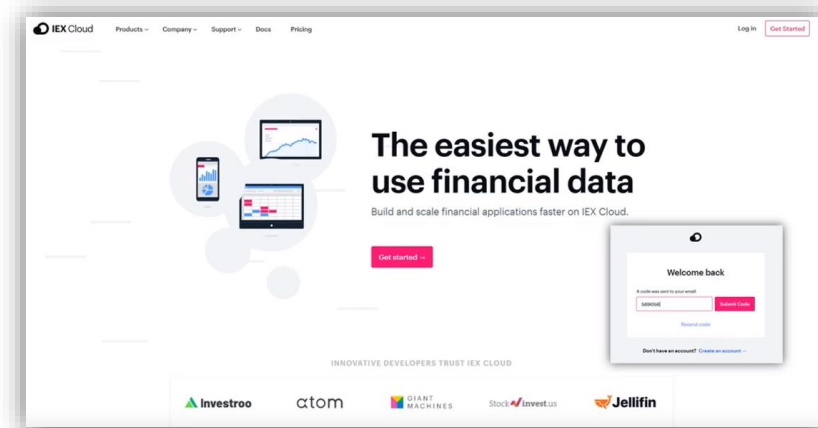 IEX Cloud Products Company Support Docs Pricing Log in Get Started
The easiest way to
use financial data
Build and scale financial applications faster on IEX Cloud.
Get started →
Welcome back
A code was sent to your email
Submit Code
Resend code
Don't have an account? Create an account →
INNOVATIVE DEVELOPERS TRUST IEX CLOUD
Investroo atom GIANT MACHINES Stock invest.us Jellifin